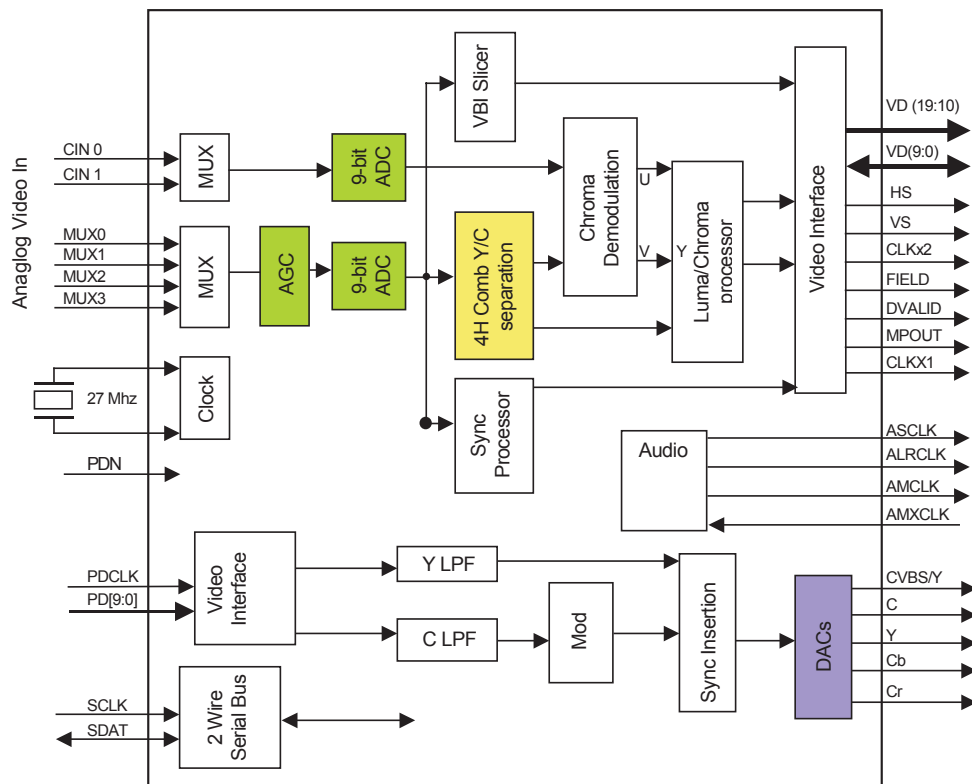 Anaglog Video In
CIN 0
CIN 1
MUX
9-bit
ADC
VBI Slicer
Chroma
Demodulation
U
V
Y
Luma/Chroma
processor
Video Interface
VD (19:10)
VD(9:0)
HS
VS
CLKx2
FIELD
DVALID
MPOUT
CLKX1
MUX0
MUX1
MUX2
MUX3
MUX
AGC
9-bit
ADC
4H Comb Y/C
separation
27 Mhz
Clock
Sync
Processor
PDN
Audio
ASCLK
ALRCLK
AMCLK
AMXCLK
PDCLK
PD[9:0]
Video
Interface
Y LPF
C LPF
Mod
Sync Insertion
DACs
CVBS/Y
C
Y
Cb
Cr
SCLK
SDAT
2 Wire
Serial Bus